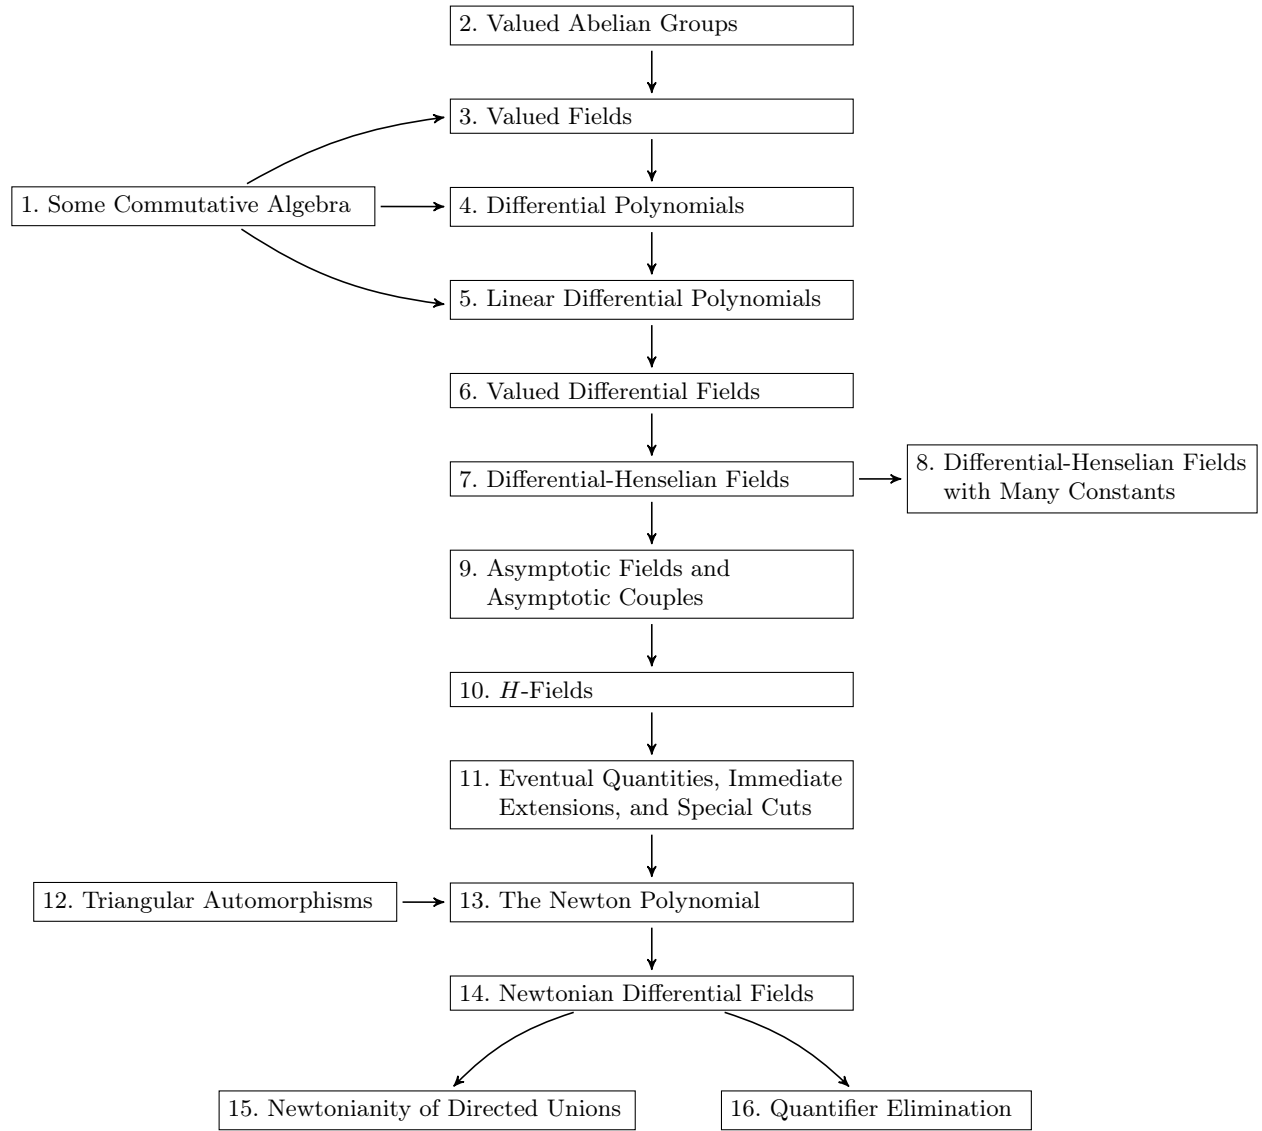 2. Valued Abelian Groups
3. Valued Fields
1. Some Commutative Algebra
4. Differential Polynomials
5. Linear Differential Polynomials
6. Valued Differential Fields
7. Differential-Henselian Fields
8. Differential-Henselian Fields
with Many Constants
9. Asymptotic Fields and
Asymptotic Couples
10. H-Fields
11. Eventual Quantities, Immediate
Extensions, and Special Cuts
12. Triangular Automorphisms
13. The Newton Polynomial
14. Newtonian Differential Fields
15. Newtonianity of Directed Unions
16. Quantifier Elimination